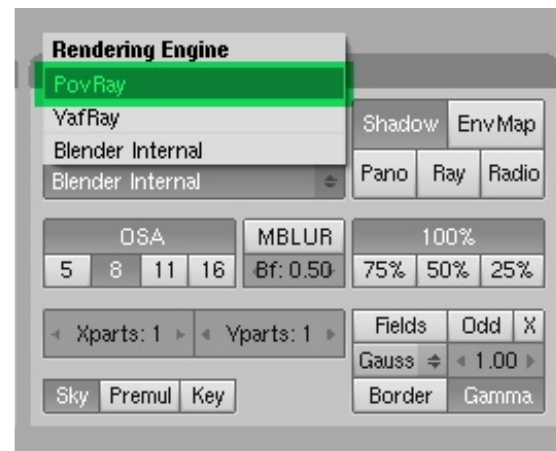 Rendering Engine
PovRay
YafRay
Blender Internal
Blender Internal
Shadow EnvMap
Pano Ray Radio
OSA MBLUR 100%
5 8 11 16 Bf: 0.50 75% 50% 25%
Xparts: 1 Yparts: 1 Fields Odd X
Gauss 1.00
Sky Premul Key Border Gamma